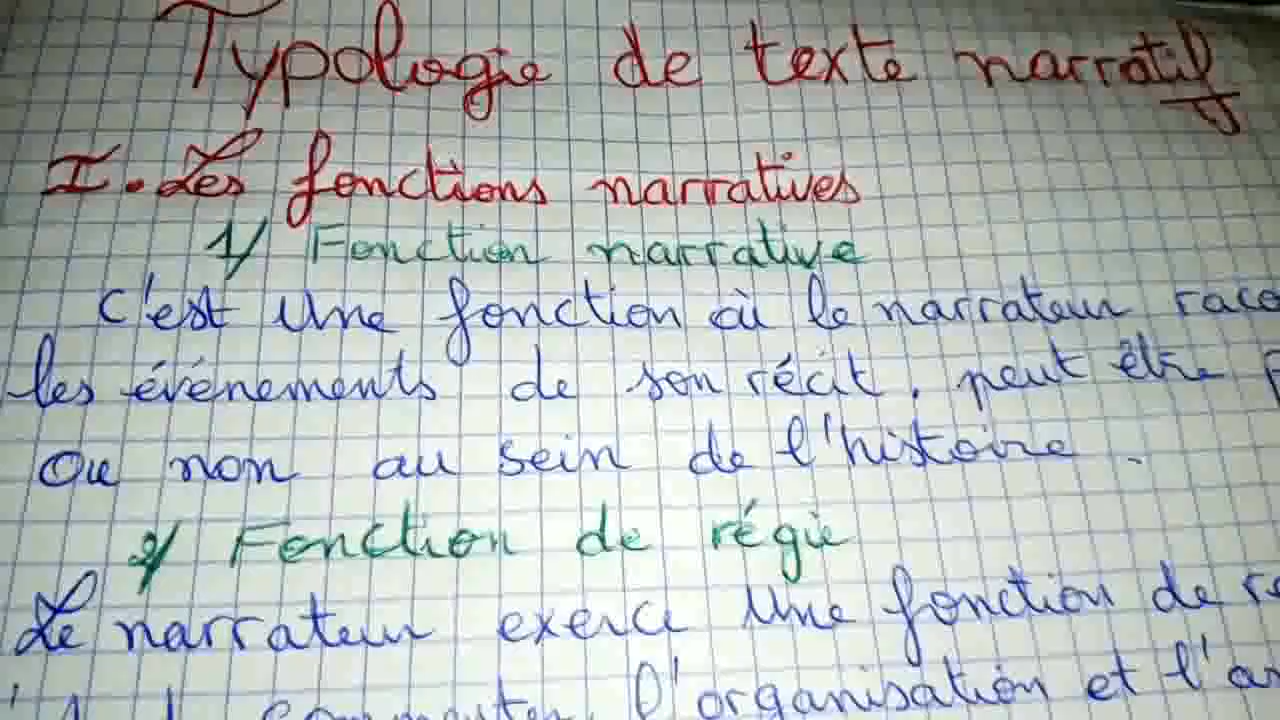 Typologie de texte narratif
I. Les fonctions narratives
1/ Fonction narrative
C'est une fonction où le narrateur raco
les événements de son récit, peut être p
Ou non au sein de l'histoire.
2/ Fonction de régie
Le narrateur exerce une fonction de ré
l'organisation et l'a